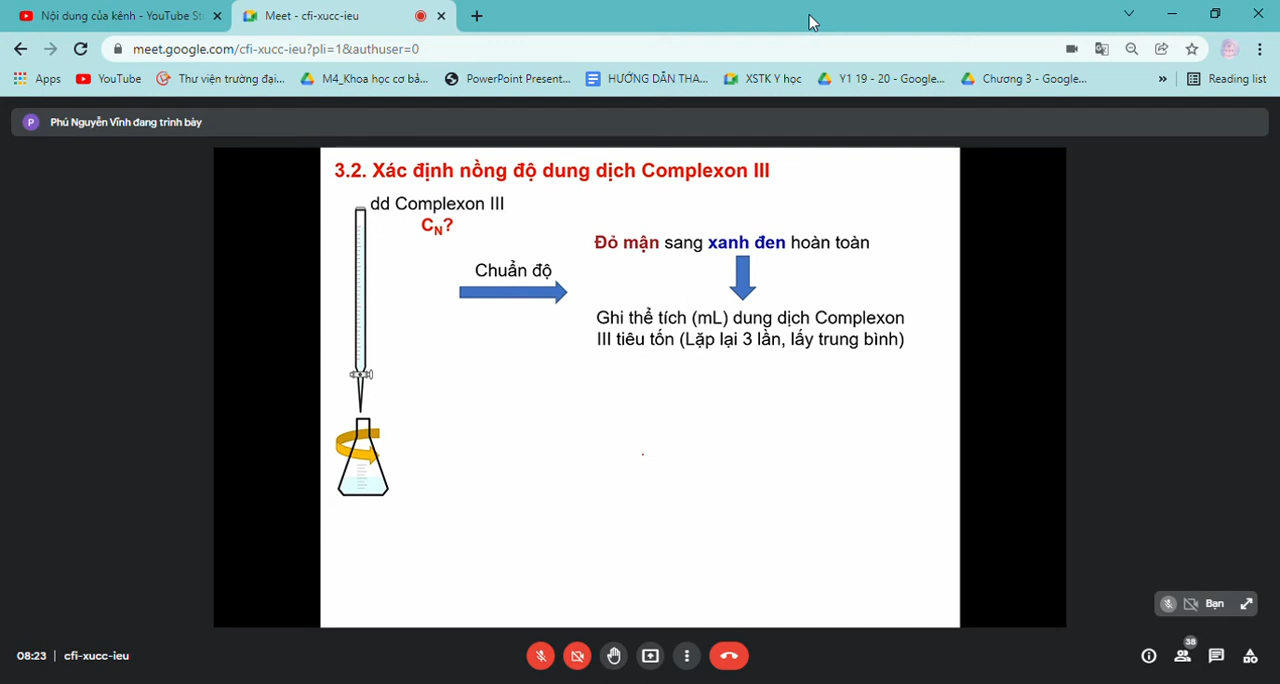 Nội dung của kênh - YouTube St
Meet - cfi-xucc-ieu
meet.google.com/cfi-xucc-ieu?pli=1&authuser=0
Apps
YouTube
Thư viện trường đại...
M4_Khoa học cơ bả...
PowerPoint Present...
HƯỚNG DẪN THA...
XSTK Y học
Y1 19 - 20 - Google...
Chương 3 - Google...
»
Reading list
P
Phú Nguyễn Vĩnh đang trình bày
3.2. Xác định nồng độ dung dịch Complexon III
dd Complexon III
CN?
Đỏ mận sang xanh đen hoàn toàn
Chuẩn độ
Ghi thể tích (mL) dung dịch Complexon
III tiêu tốn (Lặp lại 3 lần, lấy trung bình)
Bạn
08:23 | cfi-xucc-ieu
38